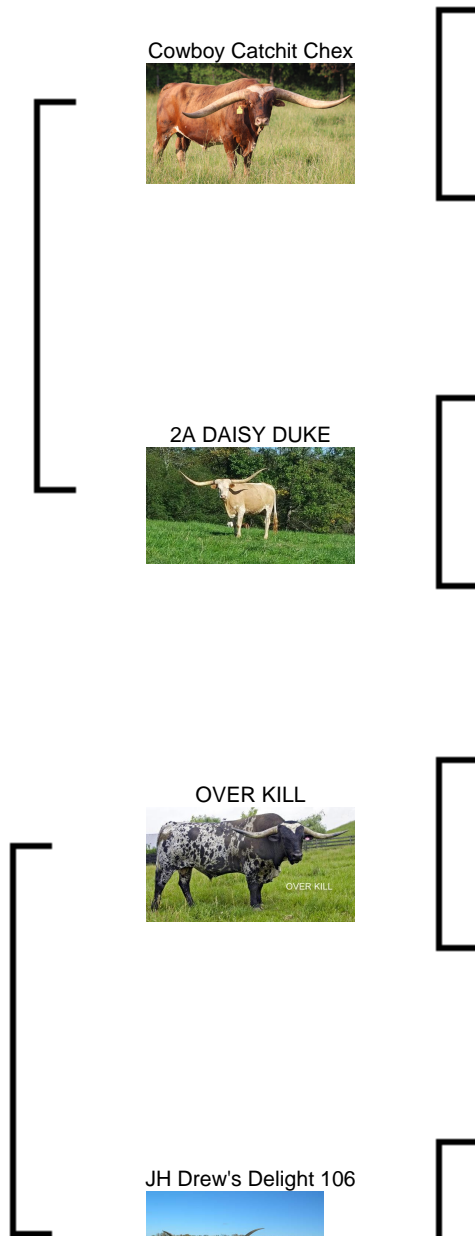 Cowboy Catchit Chex
2A DAISY DUKE
OVER KILL
OVER KILL
JH Drew's Delight 106